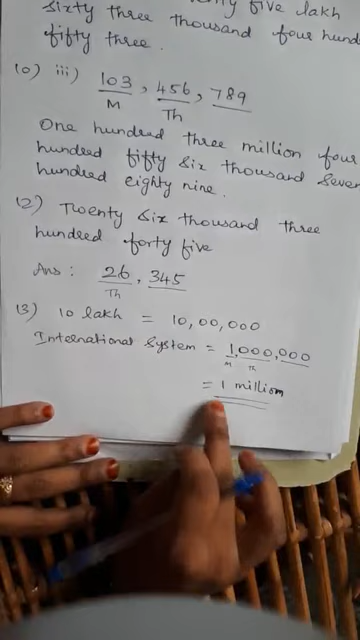 five lakh
sixty three thousand four hund
fifty three.
10) iii) 103, 456, 789
M Th
One hundred three million four
hundred fifty six thousand seven
hundred eighty nine.
12) Twenty six thousand three
hundred forty five
Ans : 26, 345
Th
13) 10 lakh = 10,00,000
International System = 1,000,000
M Th
= 1 million